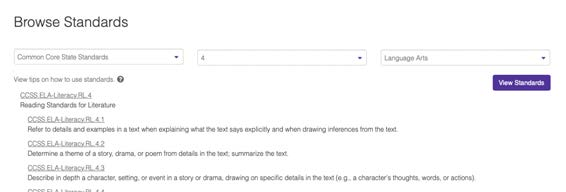 Browse Standards
Common Core State Standards 4 Language Arts
View tips on how to use standards. ?
View Standards
CCSS.ELA-Literacy.RL.4
Reading Standards for Literature
CCSS.ELA-Literacy.RL.4.1
Refer to details and examples in a text when explaining what the text says explicitly and when drawing inferences from the text.
CCSS.ELA-Literacy.RL.4.2
Determine a theme of a story, drama, or poem from details in the text; summarize the text.
CCSS.ELA-Literacy.RL.4.3
Describe in depth a character, setting, or event in a story or drama, drawing on specific details in the text (e.g., a character's thoughts, words, or actions).